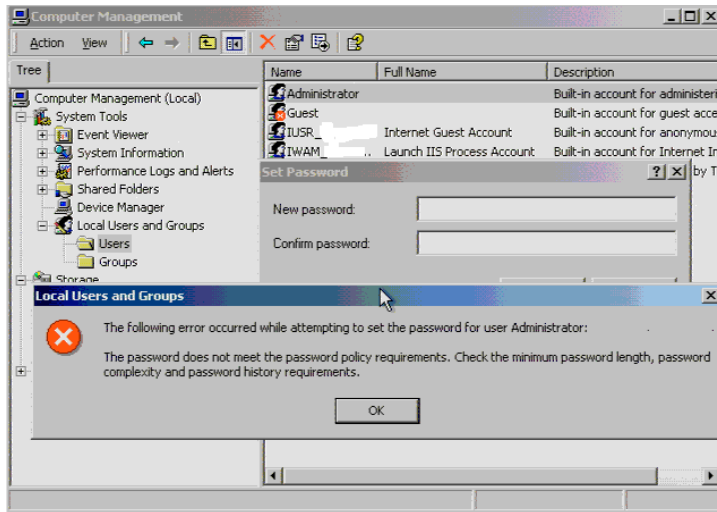 Computer Management
Action View
Tree
Name Full Name Description
Computer Management (Local)
System Tools
Event Viewer
System Information
Performance Logs and Alerts
Shared Folders
Device Manager
Local Users and Groups
Users
Groups
Storage
Administrator Built-in account for administeri
Guest Built-in account for guest acce
IUSR_ Internet Guest Account Built-in account for anonymou
IWAM_ .. Launch IIS Process Account Built-in account for Internet In
Set Password
by T
New password:
Confirm password:
Local Users and Groups
The following error occurred while attempting to set the password for user Administrator:
The password does not meet the password policy requirements. Check the minimum password length, password
complexity and password history requirements.
OK